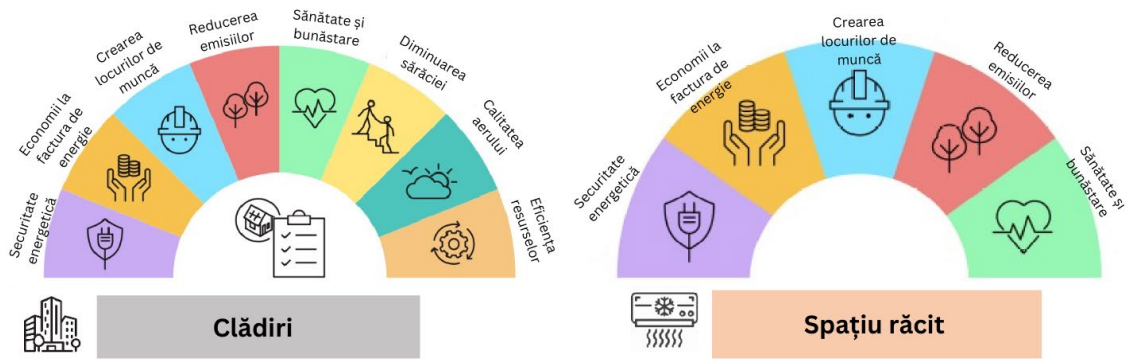 Securitate
energetică
Economii la
factura de
energie
Crearea
locurilor de
muncă
Reducerea
emisiilor
Sănătate și
bunăstare
Diminuarea
sărăciei
Calitatea
aerului
Eficiența
resurselor
Clădiri
Securitate
energetică
Economii la
factura de
energie
Crearea
locurilor de
muncă
Reducerea
emisiilor
Sănătate și
bunăstare
Spațiu răcit